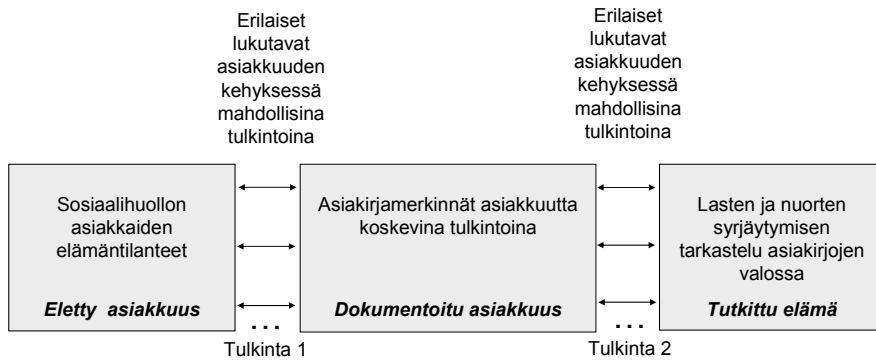 Erilaiset
lukutavat
asiakkuuden
kehyksessä
mahdollisina
tulkintoina
Erilaiset
lukutavat
asiakkuuden
kehyksessä
mahdollisina
tulkintoina
Sosiaalihuollon
asiakkaiden
elämäntilanteet
Eletty asiakkuus
Asiakirjamerkinnät asiakkuutta
koskevina tulkintoina
Dokumentoitu asiakkuus
Lasten ja nuorten
syrjäytymisen
tarkastelu asiakirjojen
valossa
Tutkittu elämä
...
Tulkinta 1
...
Tulkinta 2